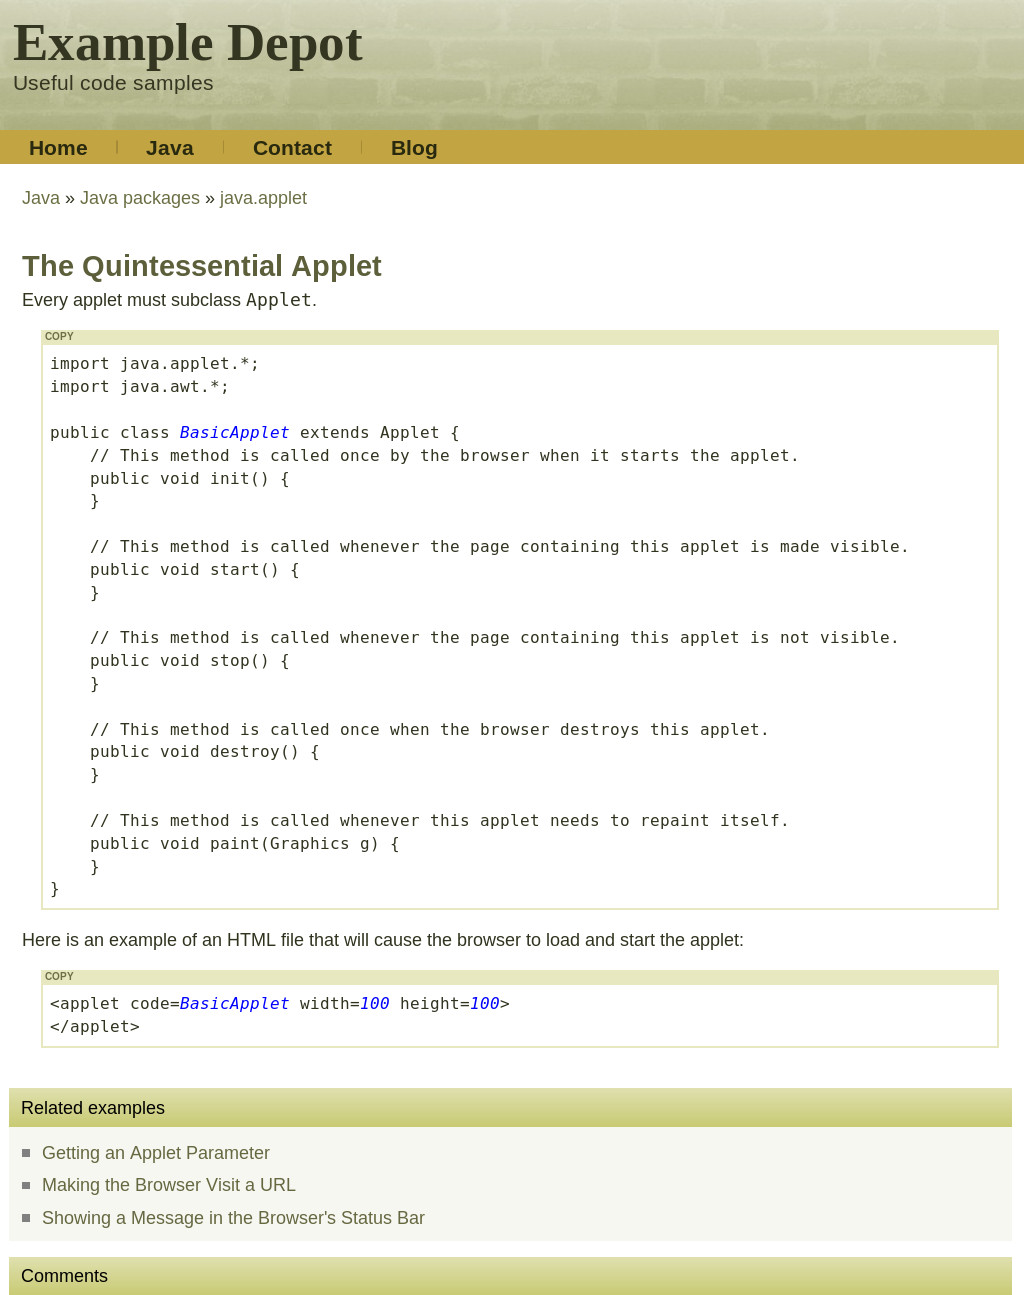 Example Depot
Useful code samples
Home Java Contact Blog
Java » Java packages » java.applet
The Quintessential Applet
Every applet must subclass Applet.
COPY
import java.applet.*;
import java.awt.*;

public class BasicApplet extends Applet {
    // This method is called once by the browser when it starts the applet.
    public void init() {
    }

    // This method is called whenever the page containing this applet is made visible.
    public void start() {
    }

    // This method is called whenever the page containing this applet is not visible.
    public void stop() {
    }

    // This method is called once when the browser destroys this applet.
    public void destroy() {
    }

    // This method is called whenever this applet needs to repaint itself.
    public void paint(Graphics g) {
    }
}
Here is an example of an HTML file that will cause the browser to load and start the applet:
COPY
<applet code=BasicApplet width=100 height=100>
</applet>
Related examples
Getting an Applet Parameter
Making the Browser Visit a URL
Showing a Message in the Browser's Status Bar
Comments